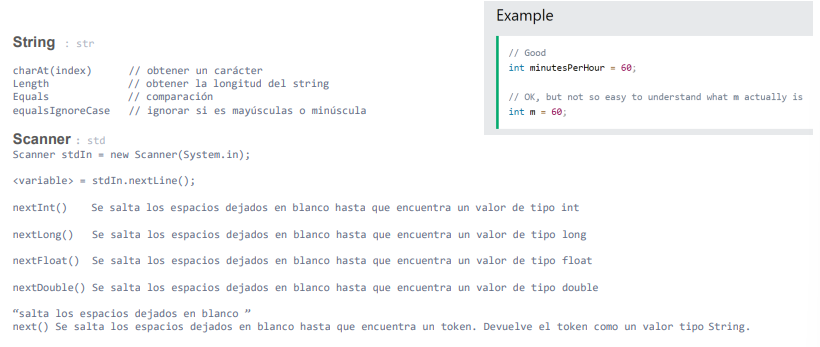 Example
// Good
int minutesPerHour = 60;
// OK, but not so easy to understand what m actually is
int m = 60;
String : str
charAt(index) // obtener un carácter
Length // obtener la longitud del string
Equals // comparación
equalsIgnoreCase // ignorar si es mayúsculas o minúscula
Scanner : std
Scanner stdIn = new Scanner(System.in);
<variable> = stdIn.nextLine();
nextInt() Se salta los espacios dejados en blanco hasta que encuentra un valor de tipo int
nextLong() Se salta los espacios dejados en blanco hasta que encuentra un valor de tipo long
nextFloat() Se salta los espacios dejados en blanco hasta que encuentra un valor de tipo float
nextDouble() Se salta los espacios dejados en blanco hasta que encuentra un valor de tipo double
“salta los espacios dejados en blanco ”
next() Se salta los espacios dejados en blanco hasta que encuentra un token. Devuelve el token como un valor tipo String.